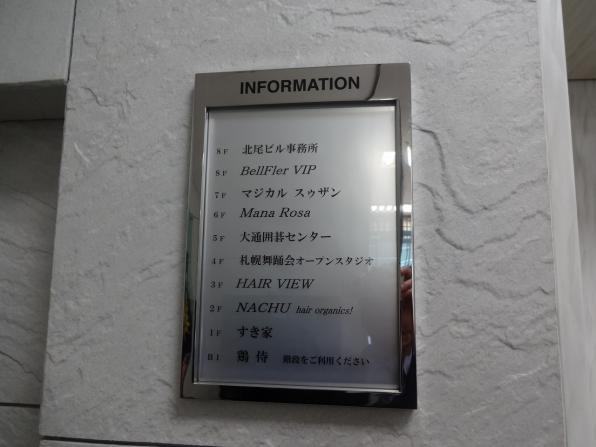 INFORMATION
8F 北尾ビル事務所
8F BellFler VIP
7F マジカル スゥザン
6F Mana Rosa
5F 大通囲碁センター
4F 札幌舞踊会オープンスタジオ
3F HAIR VIEW
2F NACHU hair organics!
1F すき家
B1 鶏侍 階段をご利用ください